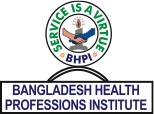 SERVICE IS A VIRTUE
BHPI
BANGLADESH HEALTH
PROFESSIONS INSTITUTE